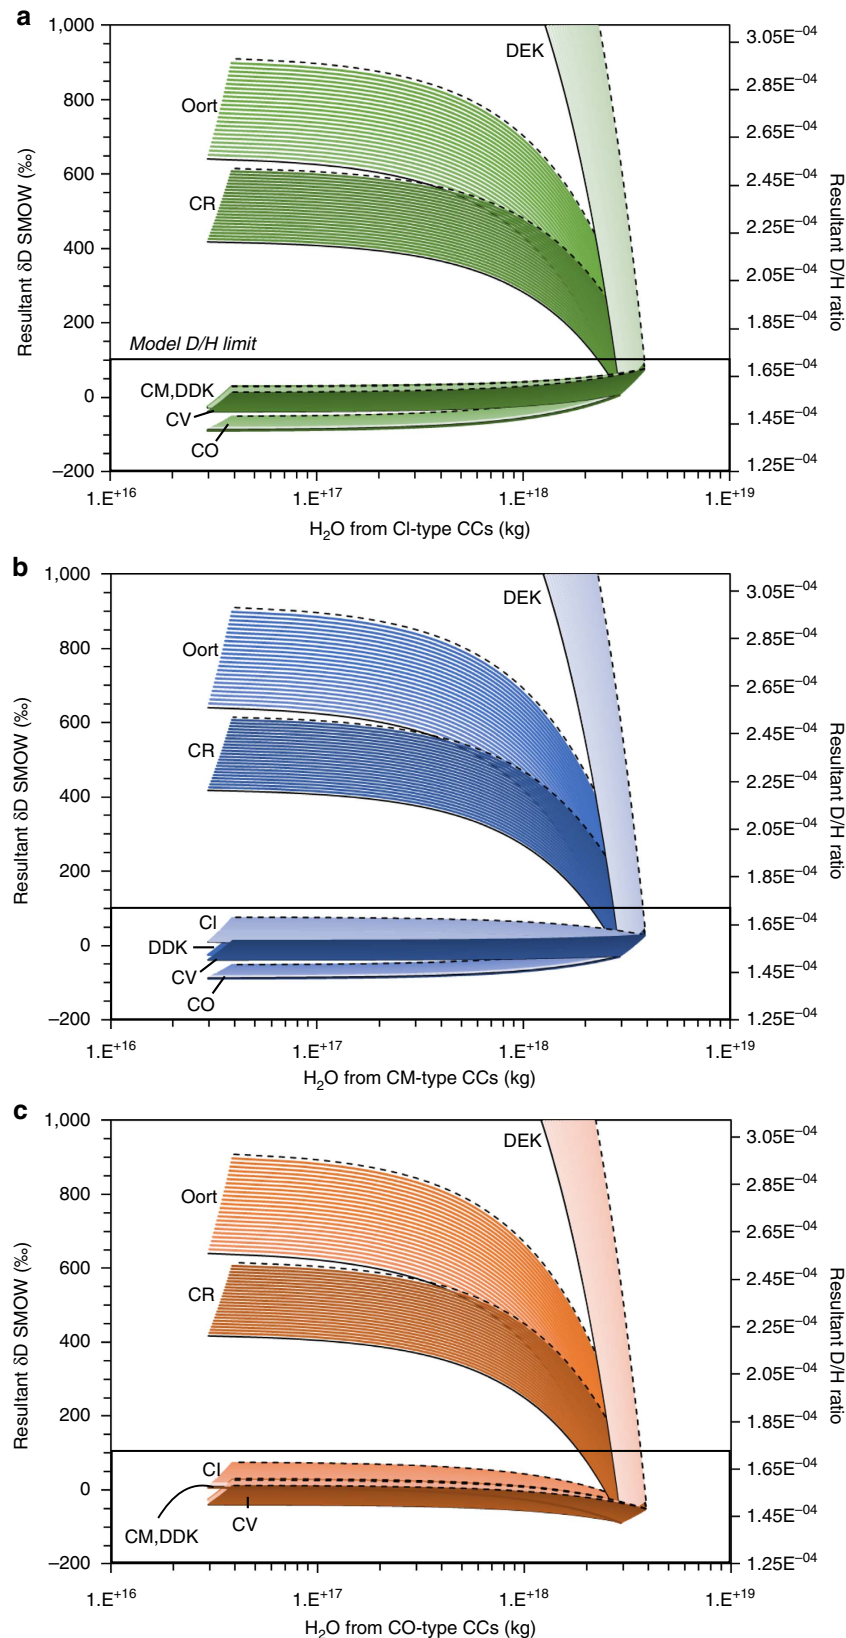 a
1,000
800
600
400
200
0
–200
Resultant δD SMOW (‰)
Oort
CR
DEK
Model D/H limit
CM,DDK
CV
CO
3.05E–04
2.85E–04
2.65E–04
2.45E–04
2.25E–04
2.05E–04
1.85E–04
1.65E–04
1.45E–04
1.25E–04
Resultant D/H ratio
1.E+16
1.E+17
1.E+18
1.E+19
H2O from CI-type CCs (kg)
b
1,000
800
600
400
200
0
–200
Resultant δD SMOW (‰)
Oort
CR
DEK
CI
DDK
CV
CO
3.05E–04
2.85E–04
2.65E–04
2.45E–04
2.25E–04
2.05E–04
1.85E–04
1.65E–04
1.45E–04
1.25E–04
Resultant D/H ratio
1.E+16
1.E+17
1.E+18
1.E+19
H2O from CM-type CCs (kg)
c
1,000
800
600
400
200
0
–200
Resultant δD SMOW (‰)
Oort
CR
DEK
CI
CM,DDK
CV
3.05E–04
2.85E–04
2.65E–04
2.45E–04
2.25E–04
2.05E–04
1.85E–04
1.65E–04
1.45E–04
1.25E–04
Resultant D/H ratio
1.E+16
1.E+17
1.E+18
1.E+19
H2O from CO-type CCs (kg)